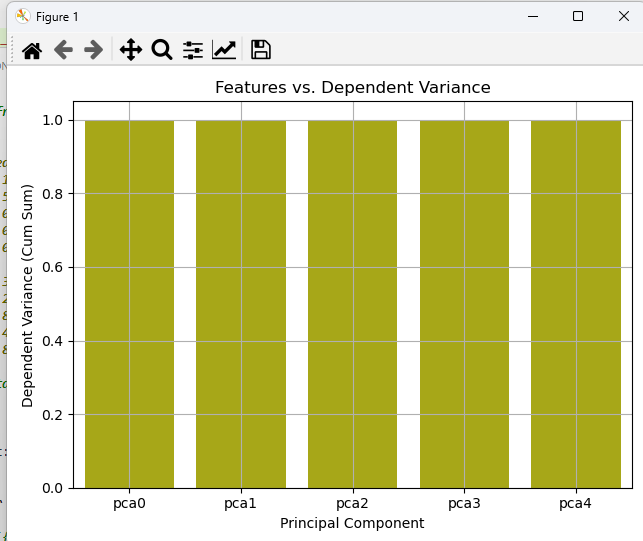 Figure 1
Features vs. Dependent Variance
Dependent Variance (Cum Sum)
1.0
0.8
0.6
0.4
0.2
0.0
pca0 pca1 pca2 pca3 pca4
Principal Component